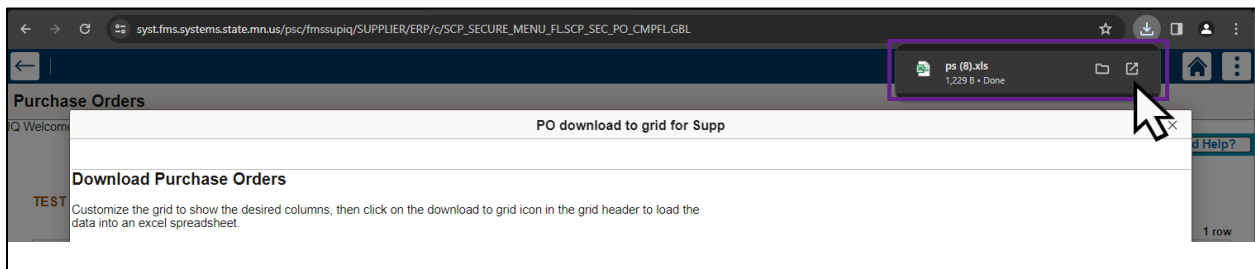 syst.fms.systems.state.mn.us/psc/fmssupiq/SUPPLIER/ERP/c/SCP_SECURE_MENU_FL.SCP_SEC_PO_CMPFL.GBL
ps (8).xls
1,229 B • Done
Purchase Orders
IQ Welcome
PO download to grid for Supp
d Help?
Download Purchase Orders
TEST
Customize the grid to show the desired columns, then click on the download to grid icon in the grid header to load the
data into an excel spreadsheet.
1 row